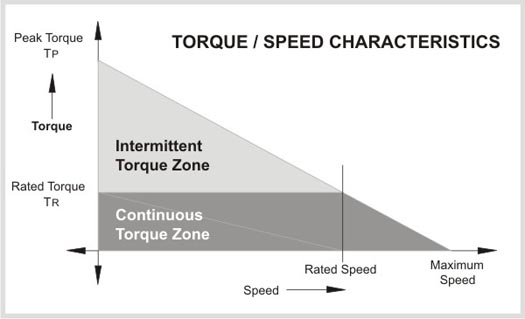 TORQUE / SPEED CHARACTERISTICS
Peak Torque
TP
Torque
Intermittent
Torque Zone
Rated Torque
TR
Continuous
Torque Zone
Rated Speed
Maximum
Speed
Speed